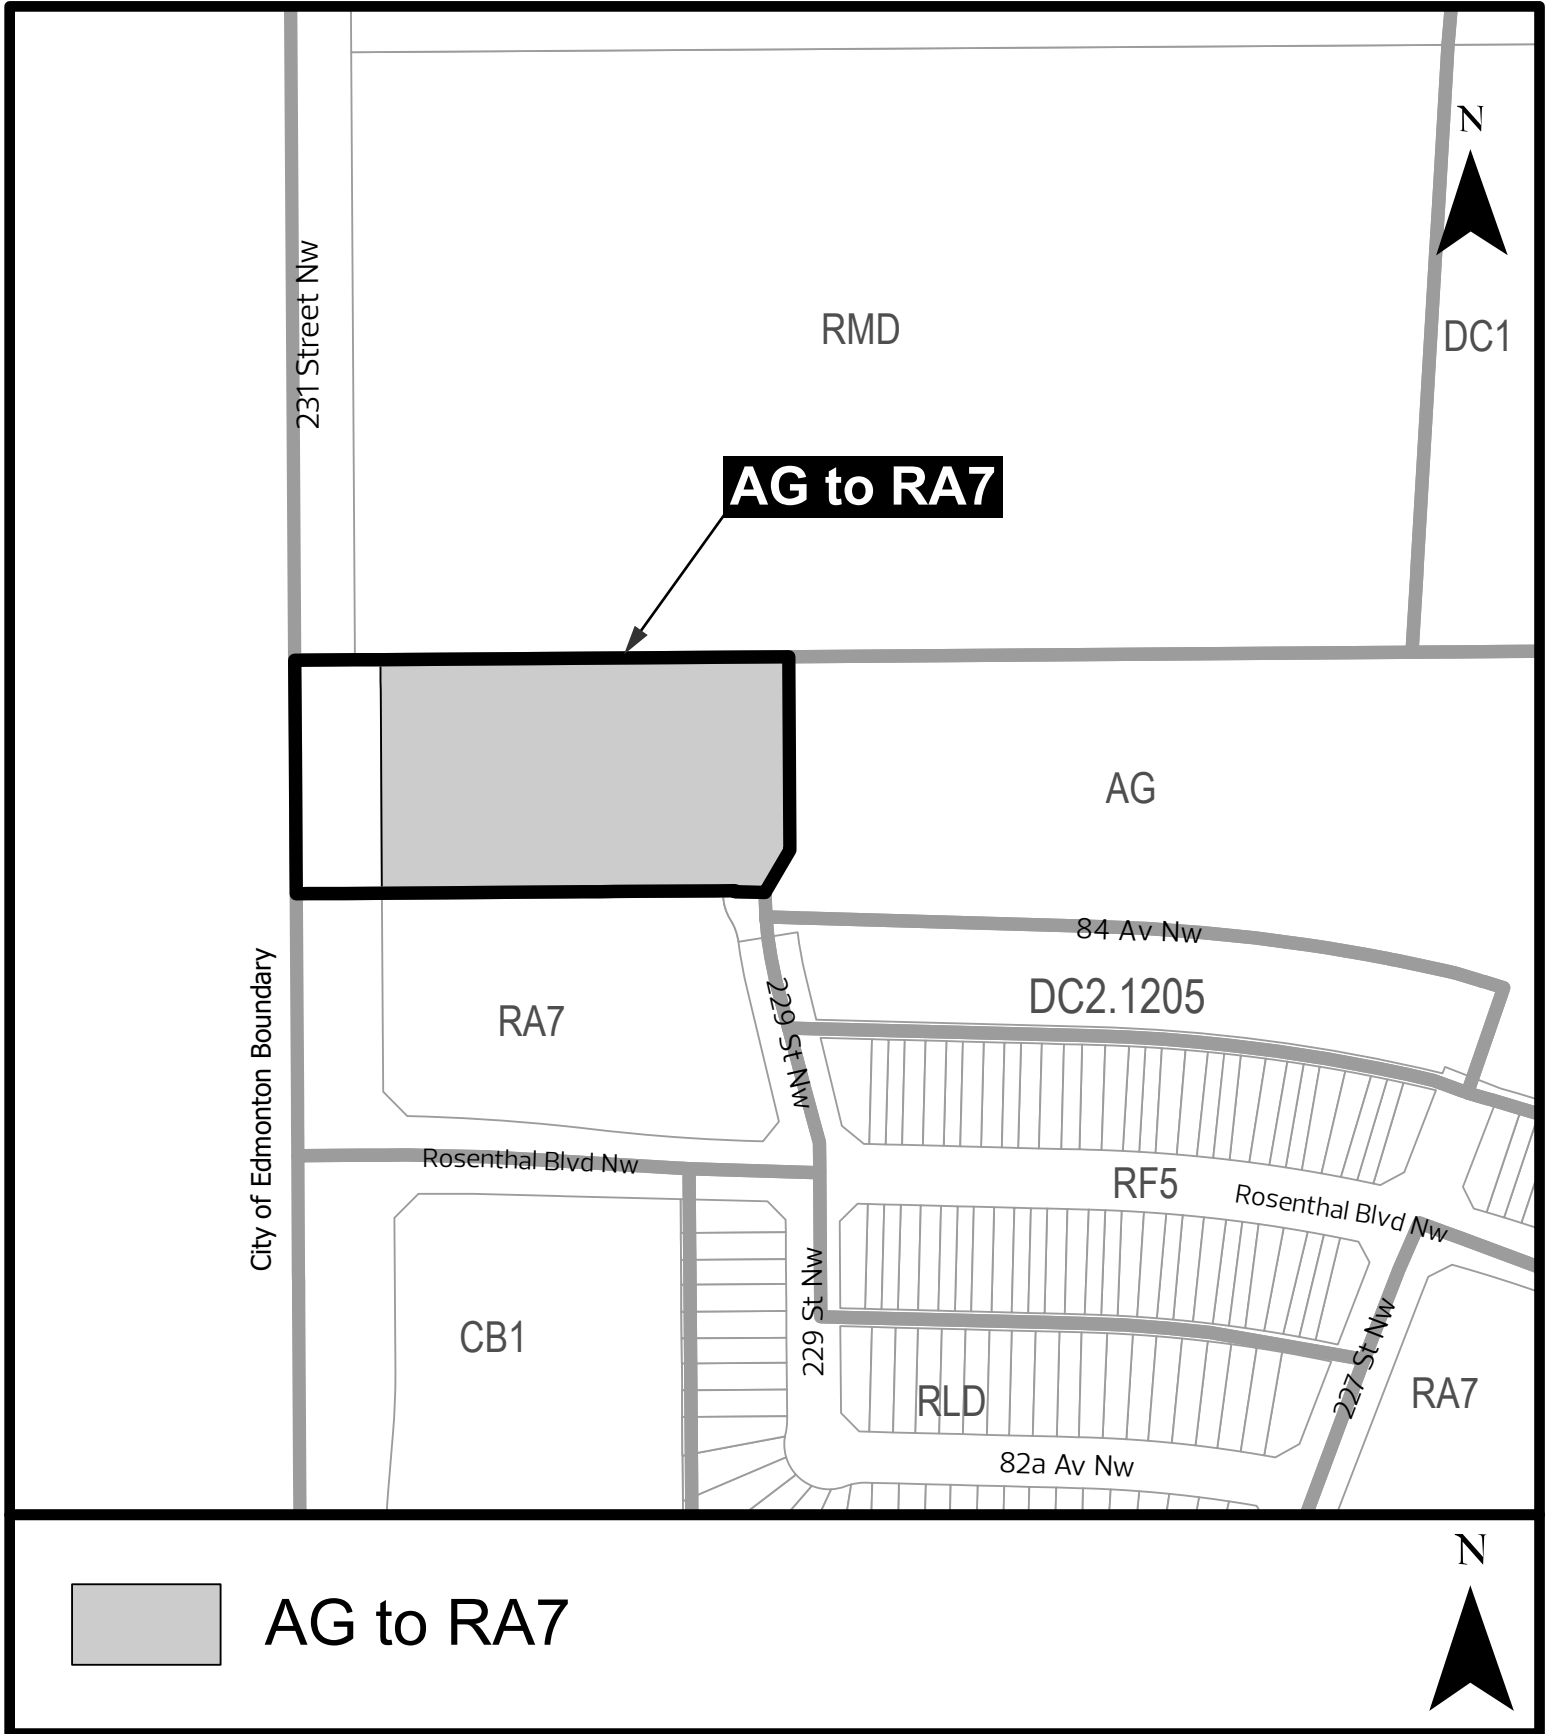 N
231 Street Nw
RMD
DC1
AG to RA7
AG
84 Av Nw
DC2.1205
229 St Nw
RA7
City of Edmonton Boundary
Rosenthal Blvd Nw
RF5
Rosenthal Blvd Nw
229 St Nw
CB1
227 St Nw
RLD
RA7
82a Av Nw
AG to RA7
N